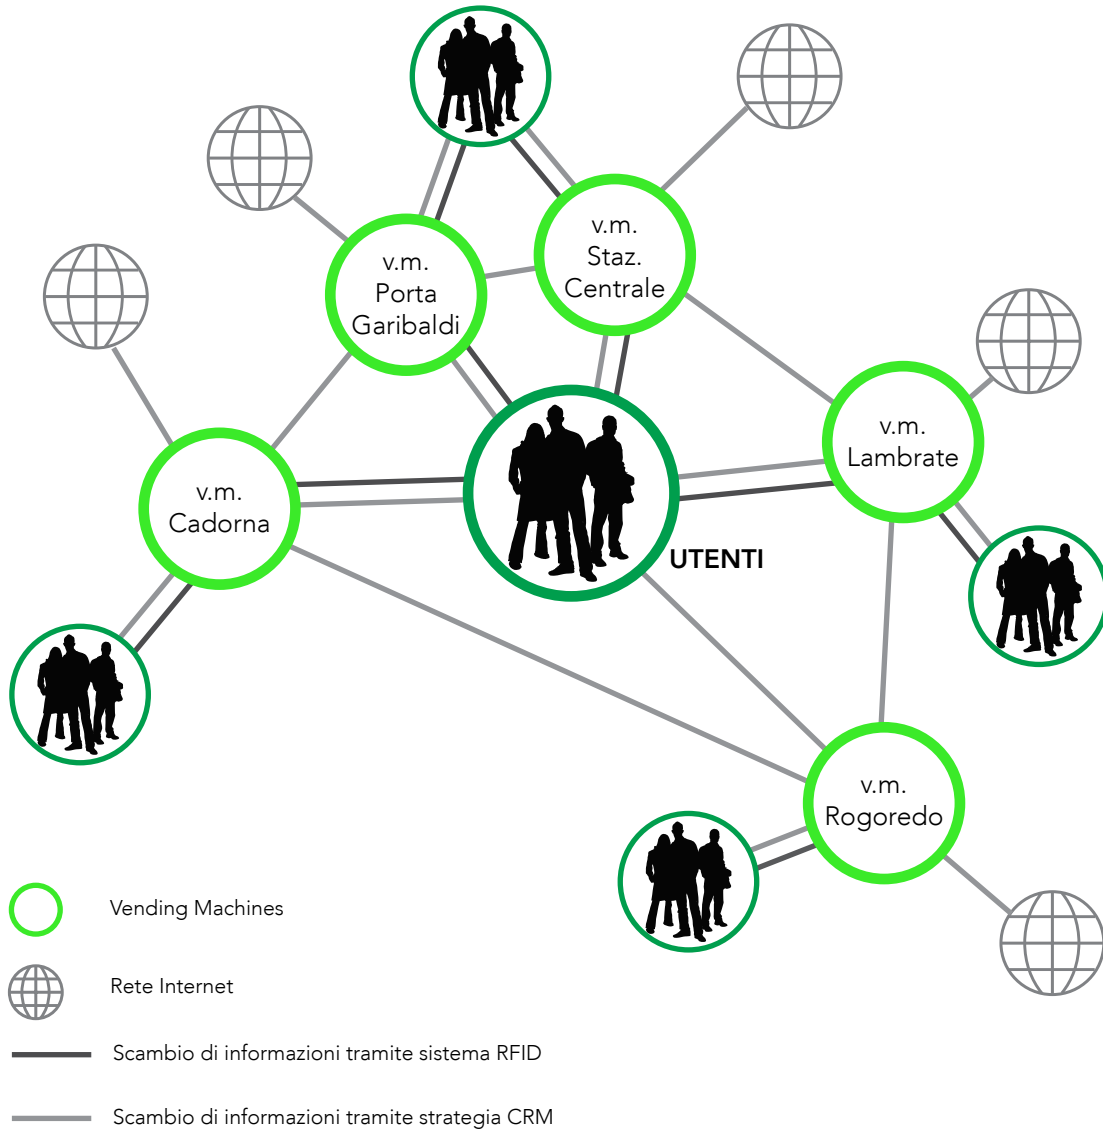 v.m.
Staz.
Centrale
v.m.
Porta
Garibaldi
v.m.
Lambrate
v.m.
Cadorna
UTENTI
v.m.
Rogoredo
Vending Machines
Rete Internet
Scambio di informazioni tramite sistema RFID
Scambio di informazioni tramite strategia CRM